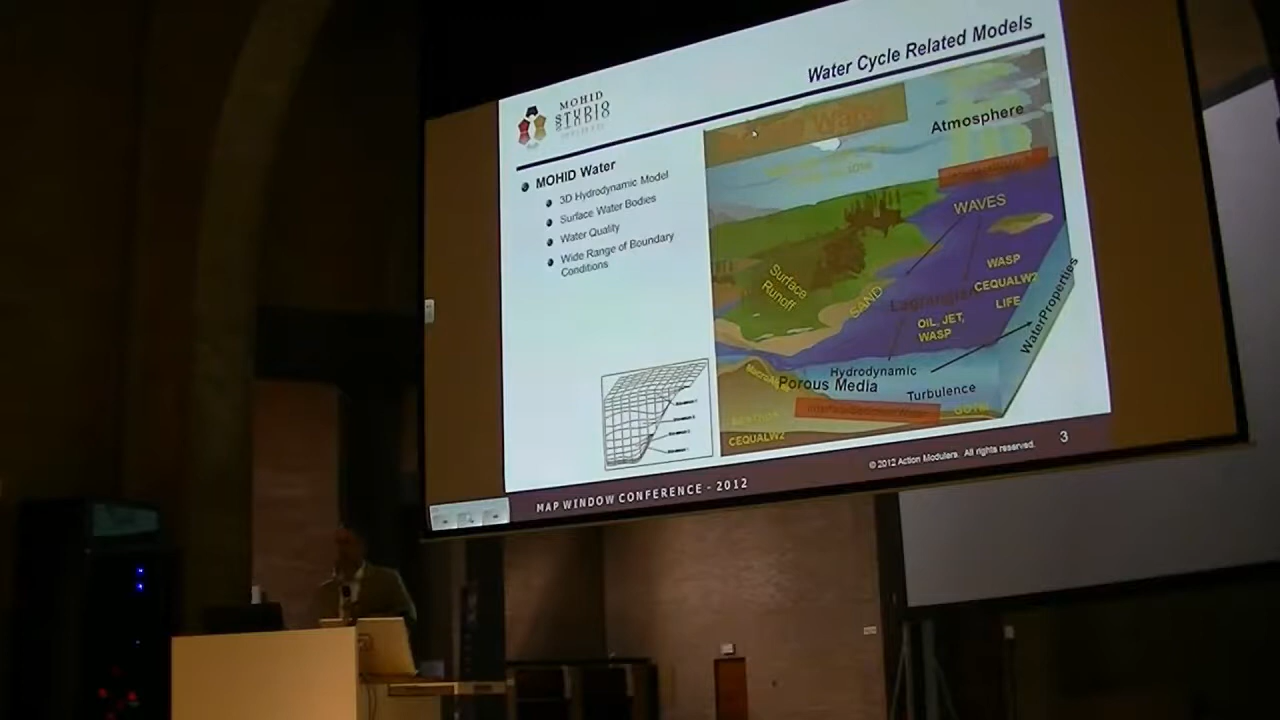 Water Cycle Related Models
MOHID
STUDIO
MOHID Water
3D Hydrodynamic Model
Surface Water Bodies
Water Quality
Wide Range of Boundary
Conditions
Atmosphere
WAVES
WASP
CEQUALW2
LIFE
Surface
Runoff
SAND
Lagrangian
OIL, JET,
WASP
WaterProperties
Hydrodynamic
Porous Media
Turbulence
CEQUALW2
© 2012 Action Modulers. All rights reserved.
3
MAP WINDOW CONFERENCE - 2012